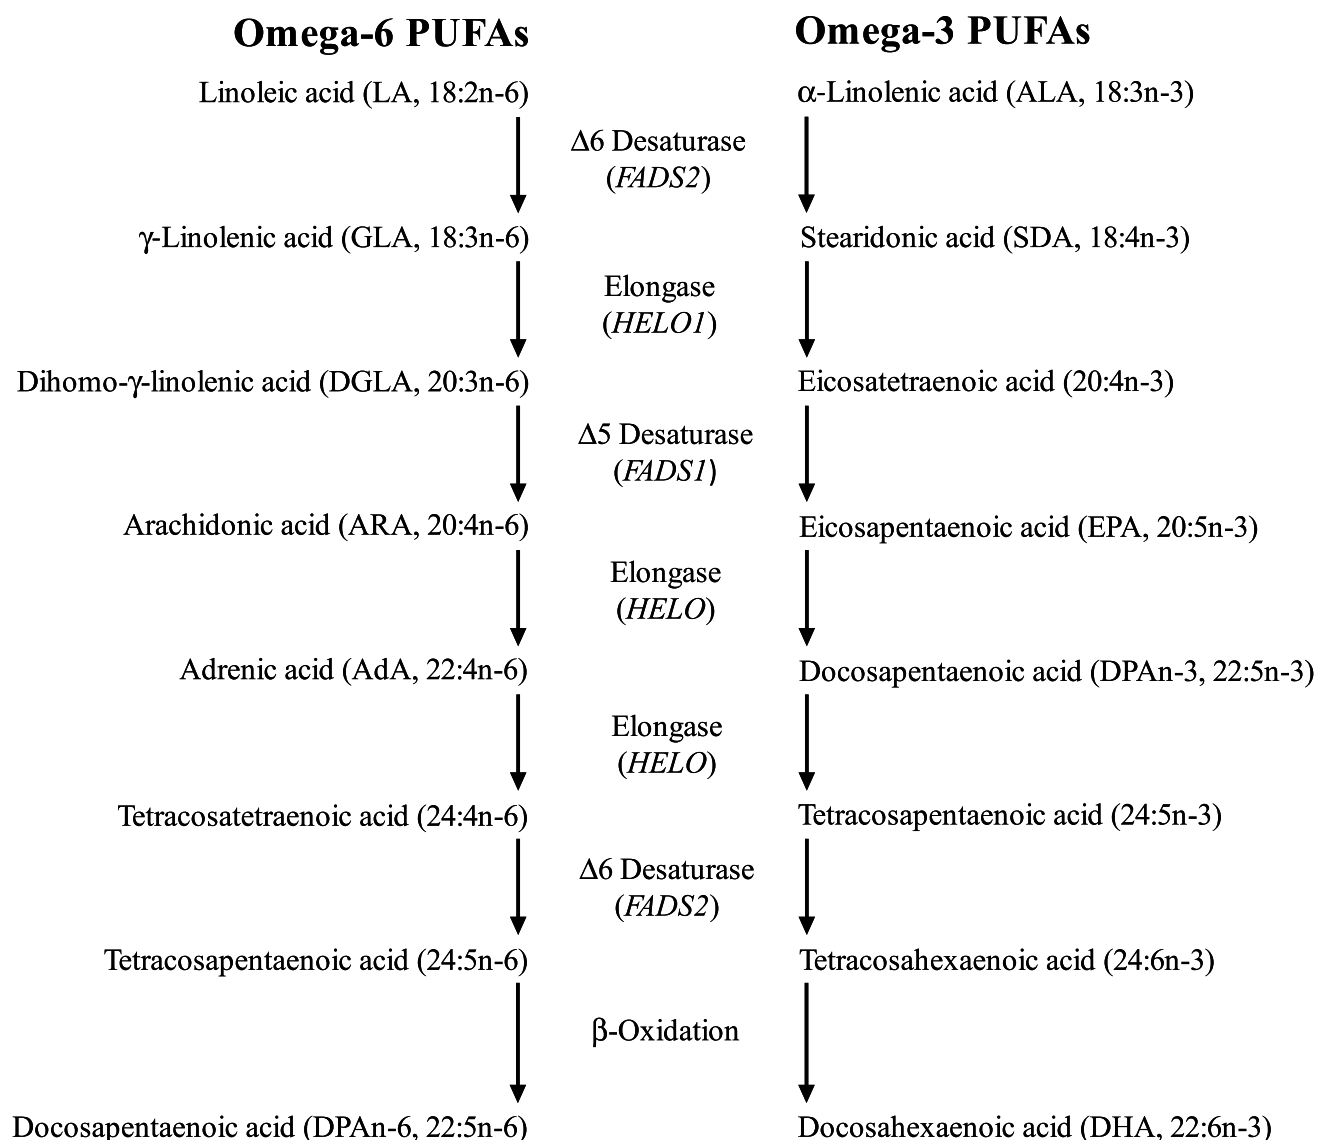 Omega-6 PUFAs
Omega-3 PUFAs
Linoleic acid (LA, 18:2n-6)
α-Linolenic acid (ALA, 18:3n-3)
Δ6 Desaturase
(FADS2)
γ-Linolenic acid (GLA, 18:3n-6)
Stearidonic acid (SDA, 18:4n-3)
Elongase
(HELO1)
Dihomo-γ-linolenic acid (DGLA, 20:3n-6)
Eicosatetraenoic acid (20:4n-3)
Δ5 Desaturase
(FADS1)
Arachidonic acid (ARA, 20:4n-6)
Eicosapentaenoic acid (EPA, 20:5n-3)
Elongase
(HELO)
Adrenic acid (AdA, 22:4n-6)
Docosapentaenoic acid (DPAn-3, 22:5n-3)
Elongase
(HELO)
Tetracosatetraenoic acid (24:4n-6)
Tetracosapentaenoic acid (24:5n-3)
Δ6 Desaturase
(FADS2)
Tetracosapentaenoic acid (24:5n-6)
Tetracosahexaenoic acid (24:6n-3)
β-Oxidation
Docosapentaenoic acid (DPAn-6, 22:5n-6)
Docosahexaenoic acid (DHA, 22:6n-3)